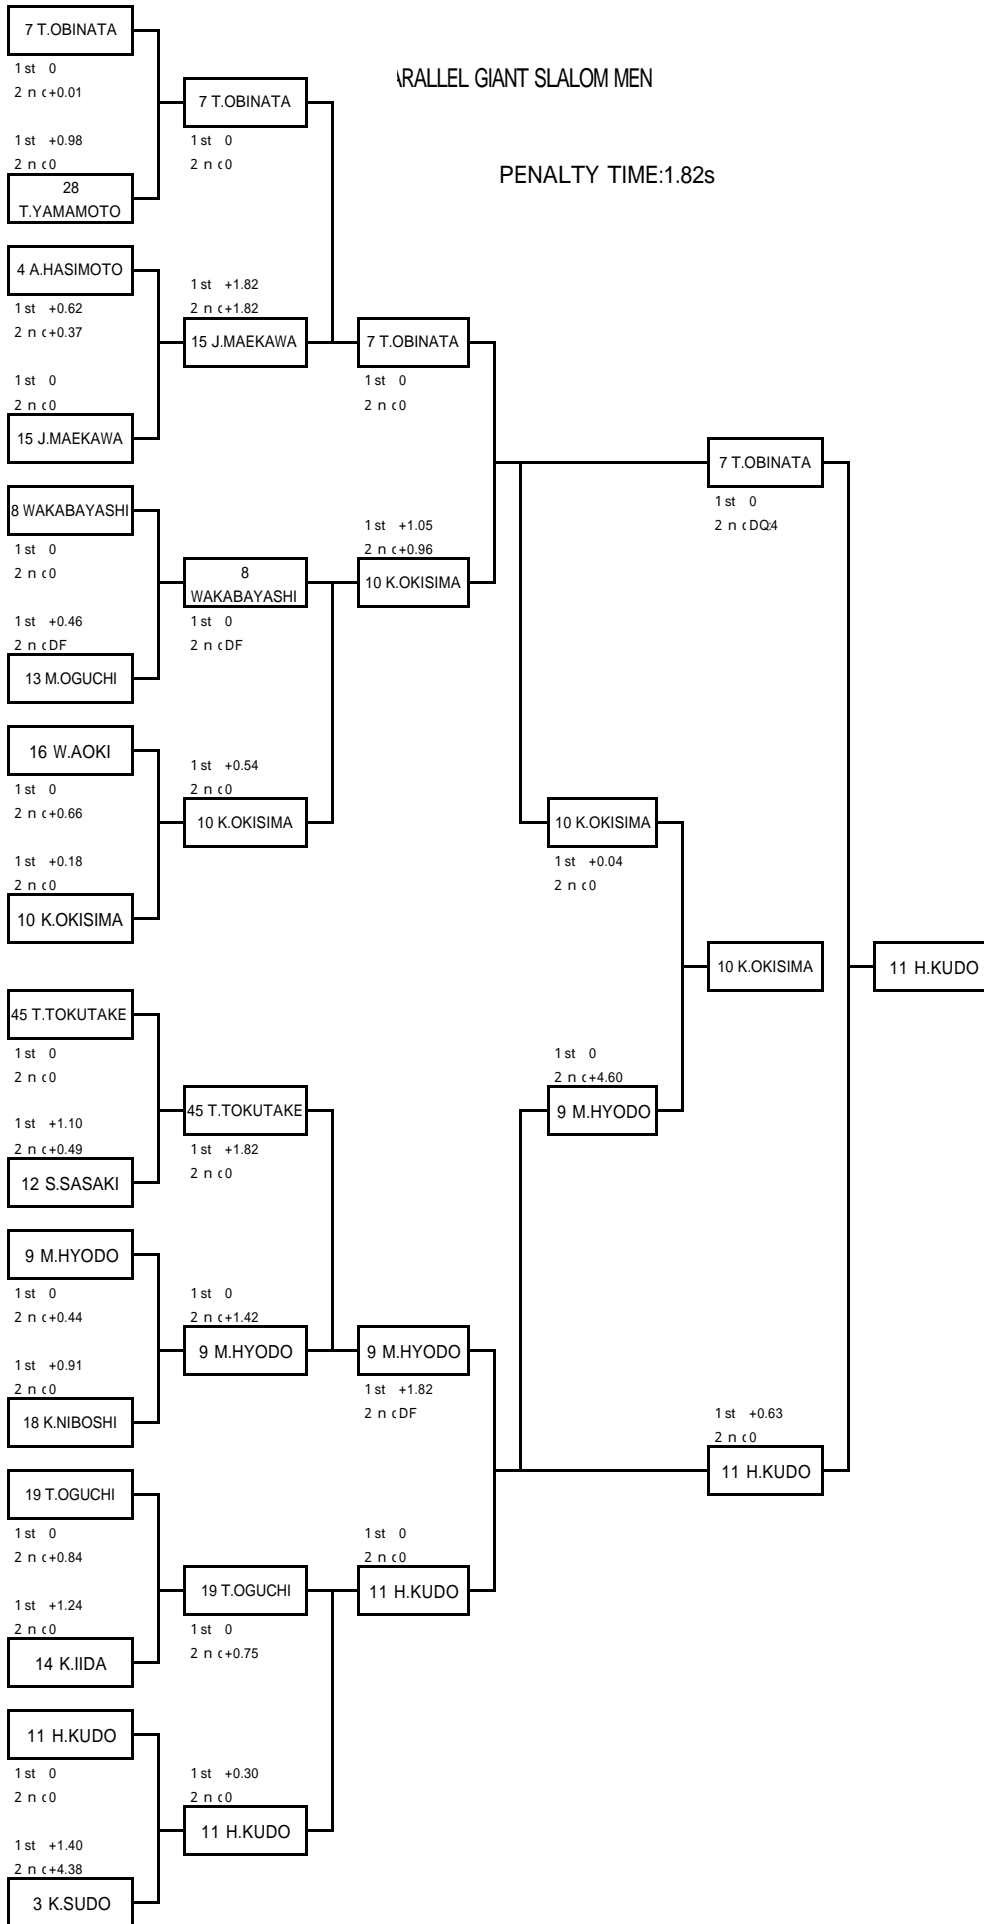 7 T.OBINATA
1st 0
2nd +0.01
1st +0.98
2nd 0
28
T.YAMAMOTO
4 A.HASIMOTO
1st +0.62
2nd +0.37
1st 0
2nd 0
15 J.MAEKAWA
8 WAKABAYASHI
1st 0
2nd 0
1st +0.46
2nd DF
13 M.OGUCHI
16 W.AOKI
1st 0
2nd +0.66
1st +0.18
2nd 0
10 K.OKISIMA
45 T.TOKUTAKE
1st 0
2nd 0
1st +1.10
2nd +0.49
12 S.SASAKI
9 M.HYODO
1st 0
2nd +0.44
1st +0.91
2nd 0
18 K.NIBOSHI
19 T.OGUCHI
1st 0
2nd +0.84
1st +1.24
2nd 0
14 K.IIDA
11 H.KUDO
1st 0
2nd 0
1st +1.40
2nd +4.38
3 K.SUDO
7 T.OBINATA
1st 0
2nd 0
1st +1.82
2nd +1.82
15 J.MAEKAWA
8
WAKABAYASHI
1st 0
2nd DF
1st +0.54
2nd 0
10 K.OKISIMA
45 T.TOKUTAKE
1st +1.82
2nd 0
1st 0
2nd +1.42
9 M.HYODO
19 T.OGUCHI
1st 0
2nd +0.75
1st +0.30
2nd 0
11 H.KUDO
ARALLEL GIANT SLALOM MEN
PENALTY TIME:1.82s
7 T.OBINATA
1st 0
2nd 0
1st +1.05
2nd +0.96
10 K.OKISIMA
9 M.HYODO
1st +1.82
2nd DF
1st 0
2nd 0
11 H.KUDO
10 K.OKISIMA
1st +0.04
2nd 0
1st 0
2nd +4.60
9 M.HYODO
7 T.OBINATA
1st 0
2nd DQ:4
10 K.OKISIMA
1st +0.63
2nd 0
11 H.KUDO
11 H.KUDO